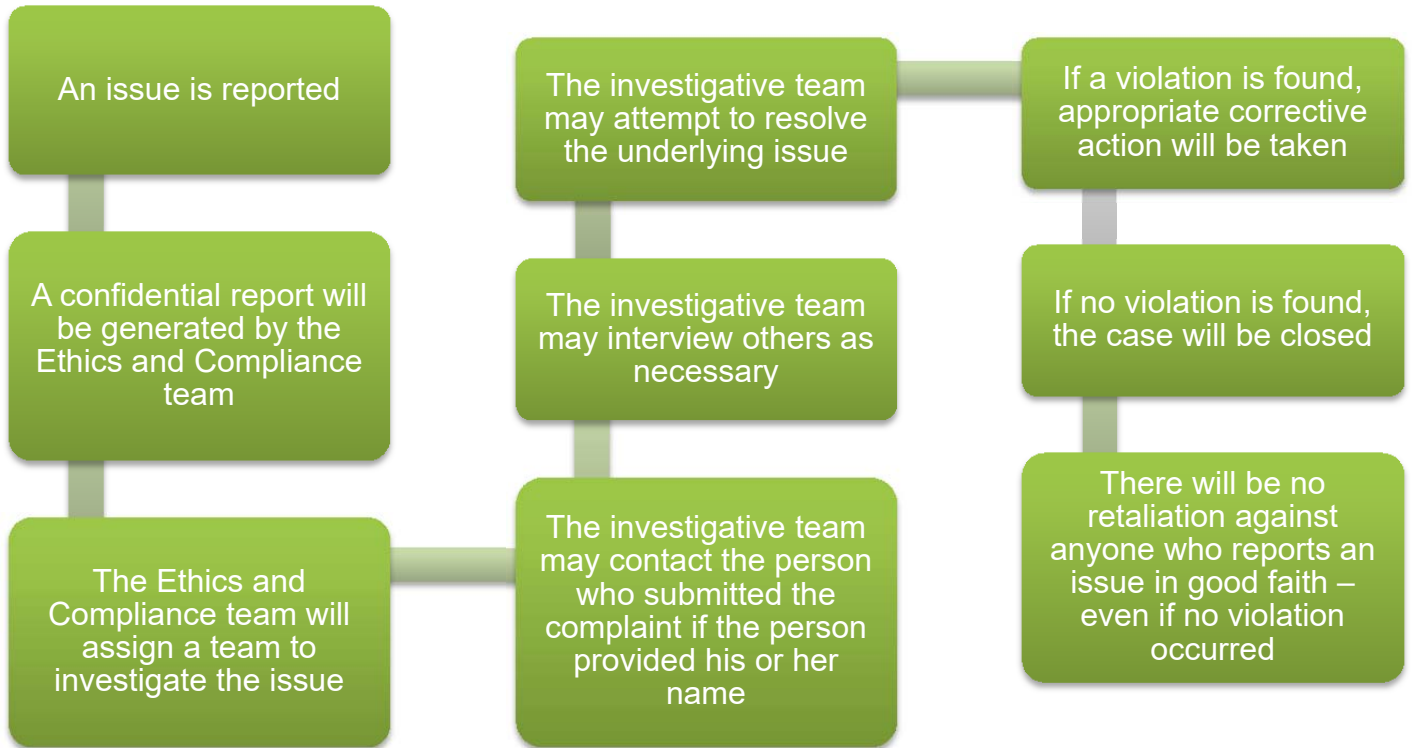 An issue is reported
A confidential report will
be generated by the
Ethics and Compliance
team
The Ethics and
Compliance team will
assign a team to
investigate the issue
The investigative team
may contact the person
who submitted the
complaint if the person
provided his or her
name
The investigative team
may interview others as
necessary
The investigative team
may attempt to resolve
the underlying issue
If a violation is found,
appropriate corrective
action will be taken
If no violation is found,
the case will be closed
There will be no
retaliation against
anyone who reports an
issue in good faith –
even if no violation
occurred